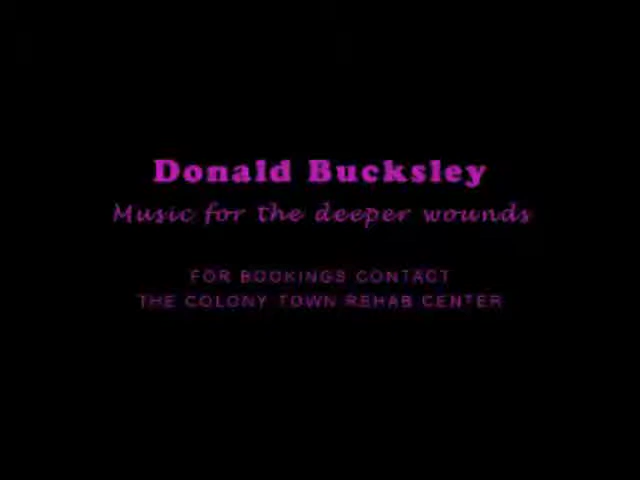 Donald Bucksley
Music for the deeper wounds
FOR BOOKINGS CONTACT
THE COLONY TOWN REHAB CENTER